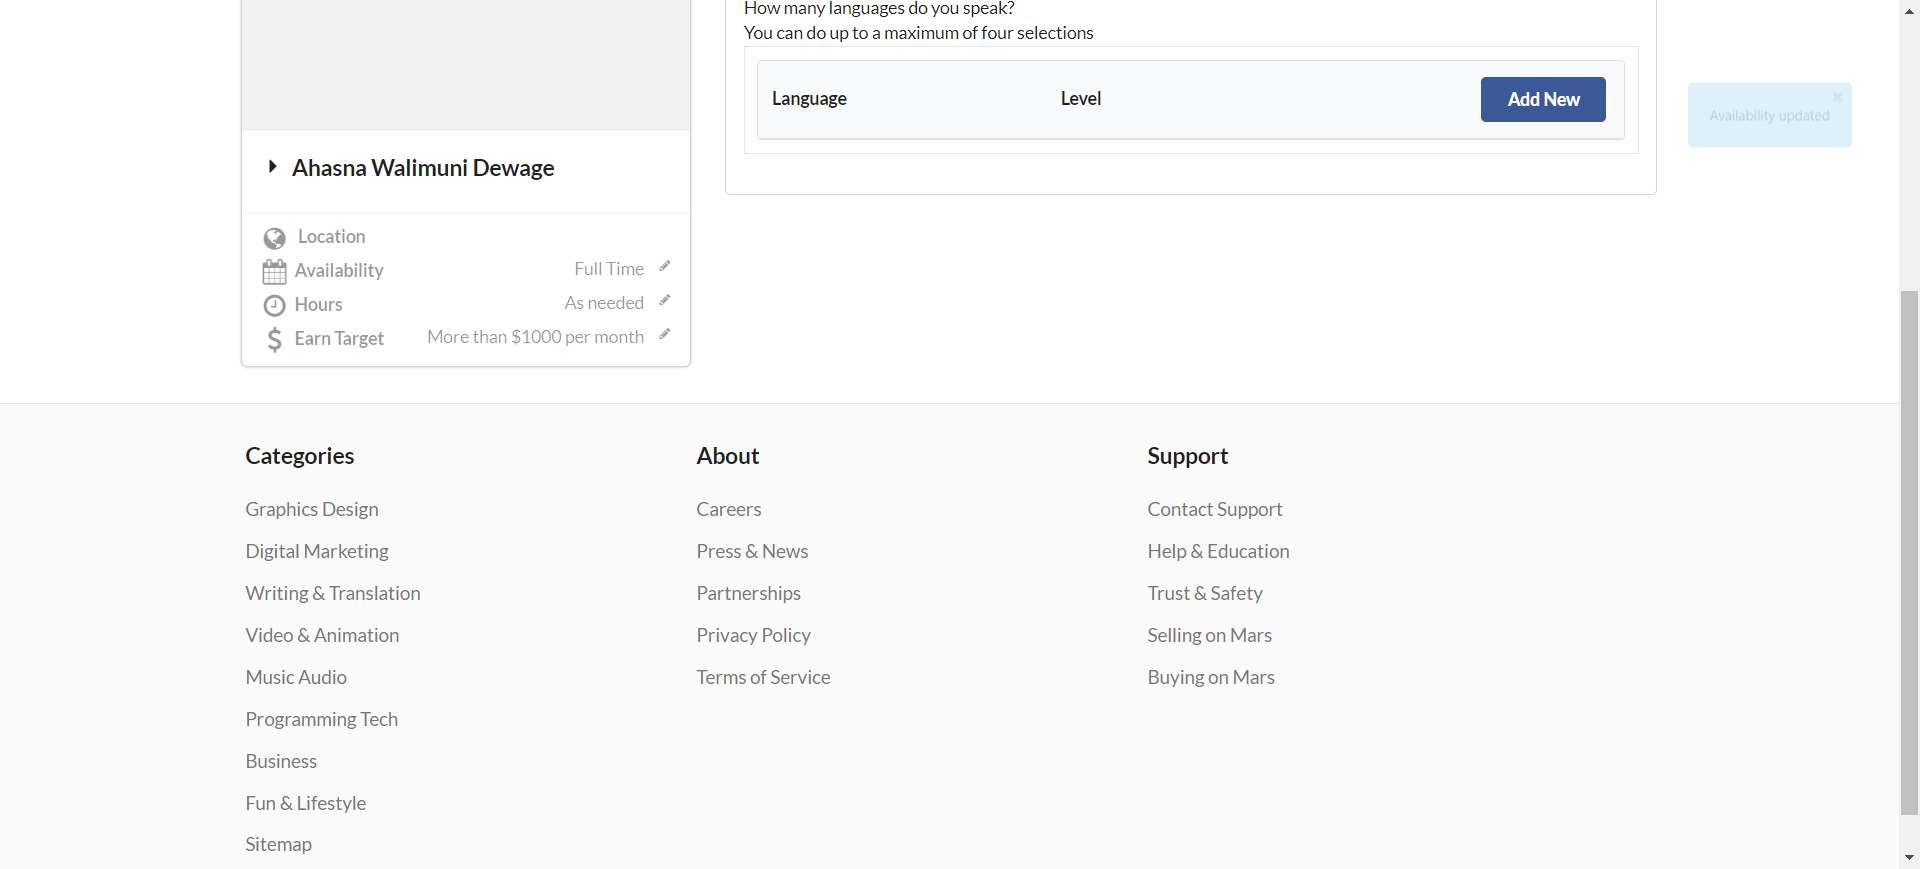 How many languages do you speak?
You can do up to a maximum of four selections
Language Level Add New
Availability updated
Ahasna Walimuni Dewage
Location
Availability Full Time
Hours As needed
Earn Target More than $1000 per month
Categories
Graphics Design
Digital Marketing
Writing & Translation
Video & Animation
Music Audio
Programming Tech
Business
Fun & Lifestyle
Sitemap
About
Careers
Press & News
Partnerships
Privacy Policy
Terms of Service
Support
Contact Support
Help & Education
Trust & Safety
Selling on Mars
Buying on Mars